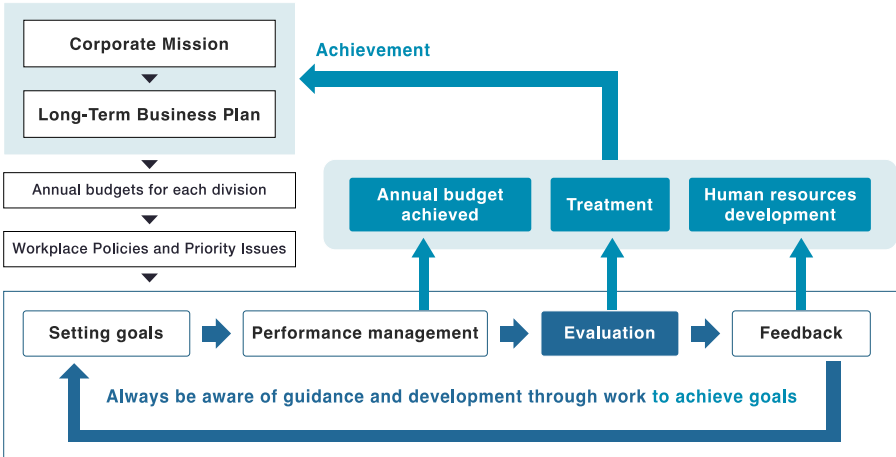 Corporate Mission
Achievement
Long-Term Business Plan
Annual budgets for each division
Annual budget
achieved
Treatment
Human resources
development
Workplace Policies and Priority Issues
Setting goals
Performance management
Evaluation
Feedback
Always be aware of guidance and development through work to achieve goals